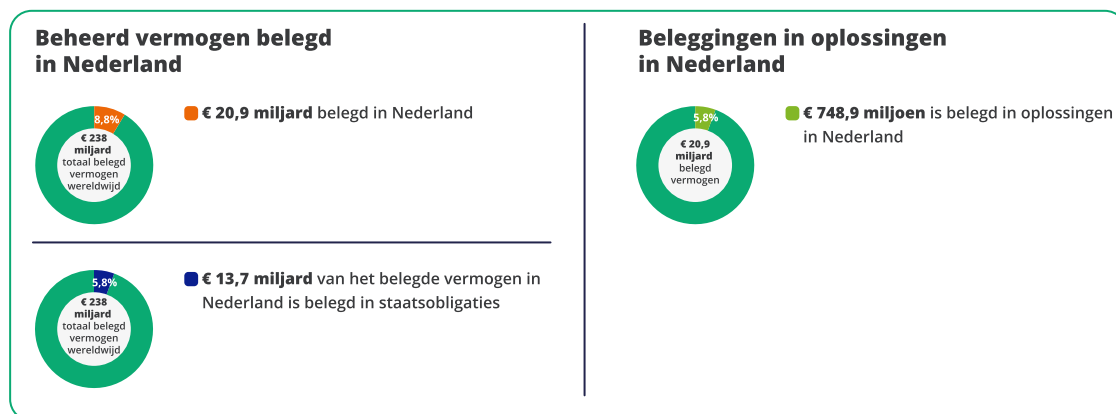 Beheerd vermogen belegd
in Nederland
8,8%
€ 238
miljard
totaal belegd
vermogen
wereldwijd
€ 20,9 miljard belegd in Nederland
5,8%
€ 238
miljard
totaal belegd
vermogen
wereldwijd
€ 13,7 miljard van het belegde vermogen in
Nederland is belegd in staatsobligaties
Beleggingen in oplossingen
in Nederland
5,8%
€ 20,9
miljard
belegd
vermogen
€ 748,9 miljoen is belegd in oplossingen
in Nederland